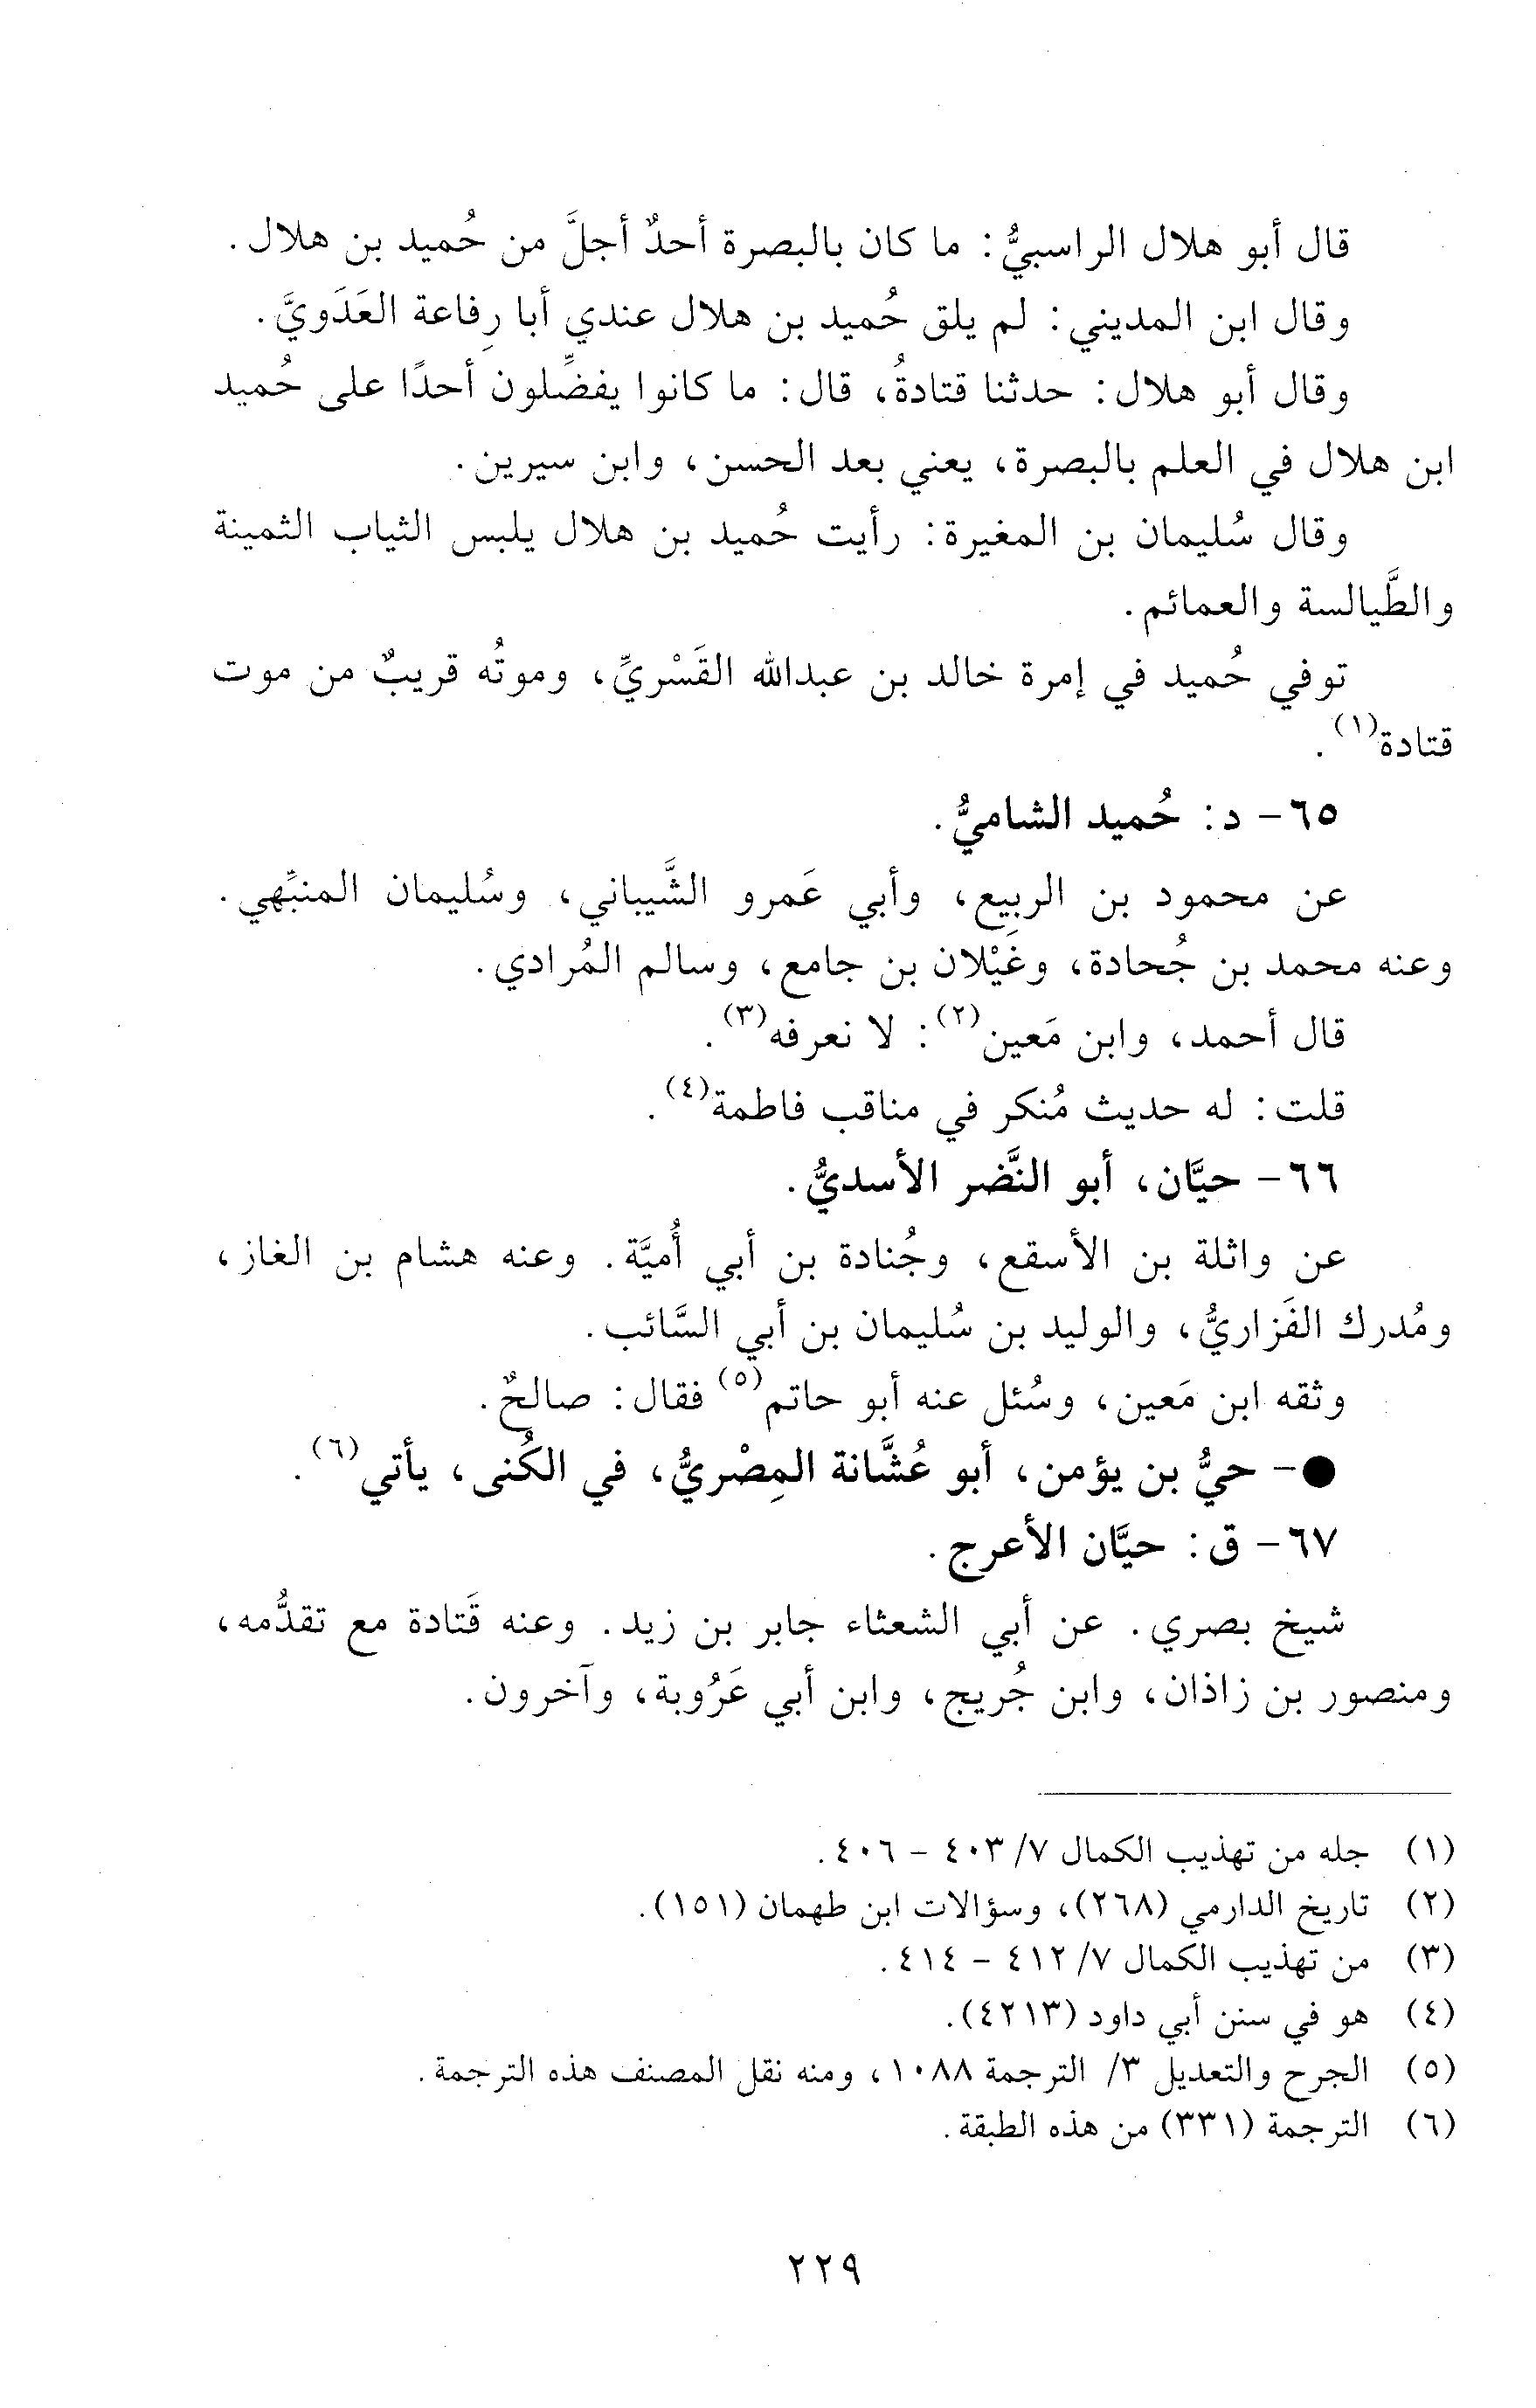 قال أبو هلال الراسبيُّ: ما كان بالبصرة أحدٌ أجلَّ من حُميد بن هلال.
وقال ابن المديني: لم يلق حُميد بن هلال عندي أبا رِفاعة العَدَويَّ.
وقال أبو هلال: حدثنا قتادةُ، قال: ما كانوا يفضِّلون أحدًا على حُميد
ابن هلال في العلم بالبصرة، يعني بعد الحسن، وابن سيرين.
وقال سُليمان بن المغيرة: رأيت حُميد بن هلال يلبس الثياب الثمينة
والطَّيالسة والعمائم.
توفي حُميد في إمرة خالد بن عبدالله القَسْريِّ، وموتُه قريبٌ من موت
قتادة(١).
٦٥- د: حُميد الشاميُّ.
عن محمود بن الربيع، وأبي عَمرو الشَّيباني، وسُليمان المنبِّهي.
وعنه محمد بن جُحادة، وغَيْلان بن جامع، وسالم المُرادي.
قال أحمد، وابن مَعين(٢): لا نعرفه(٣).
قلت: له حديث مُنكر في مناقب فاطمة(٤).
٦٦- حيَّان، أبو النَّضر الأسديُّ.
عن واثلة بن الأسقع، وجُنادة بن أبي أُميَّة. وعنه هشام بن الغاز،
ومُدرك الفَزاريُّ، والوليد بن سُليمان بن أبي السَّائب.
وثقه ابن مَعين، وسُئل عنه أبو حاتم(٥) فقال: صالحٌ.
●- حيُّ بن يؤمن، أبو عُشَّانة المِصْريُّ، في الكُنى، يأتي(٦).
٦٧- ق: حيَّان الأعرج.
شيخ بصري. عن أبي الشعثاء جابر بن زيد. وعنه قَتادة مع تقدُّمه،
ومنصور بن زاذان، وابن جُريج، وابن أبي عَرُوبة، وآخرون.
(١) جله من تهذيب الكمال ٧/ ٤٠٣ - ٤٠٦.
(٢) تاريخ الدارمي (٢٦٨)، وسؤالات ابن طهمان (١٥١).
(٣) من تهذيب الكمال ٧/ ٤١٢ - ٤١٤.
(٤) هو في سنن أبي داود (٤٢١٣).
(٥) الجرح والتعديل ٣/ الترجمة ١٠٨٨، ومنه نقل المصنف هذه الترجمة.
(٦) الترجمة (٣٣١) من هذه الطبقة.
٢٢٩